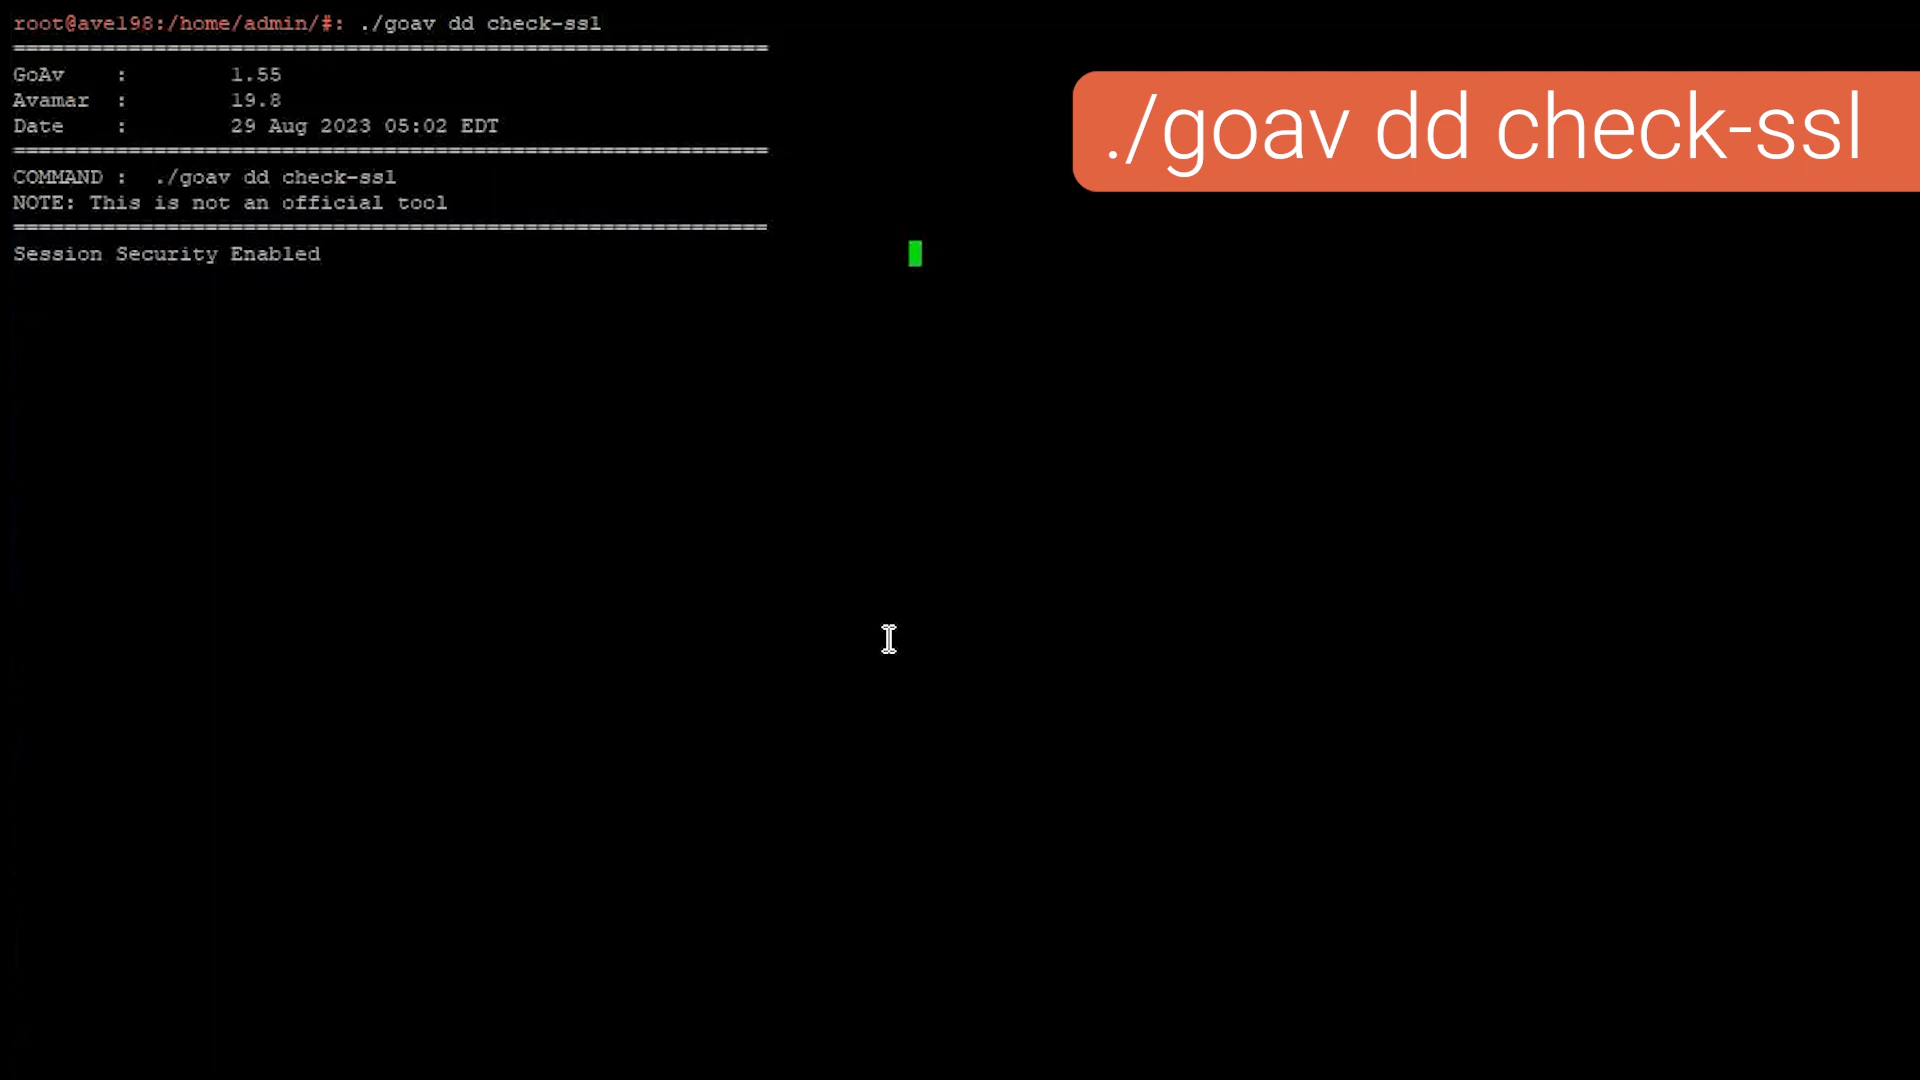 root@ave198:/home/admin/#: ./goav dd check-ssl
===========================================================
GoAv    :        1.55
Avamar  :        19.8
Date    :        29 Aug 2023 05:02 EDT
===========================================================
COMMAND :  ./goav dd check-ssl
NOTE: This is not an official tool
===========================================================
Session Security Enabled
./goav dd check-ssl